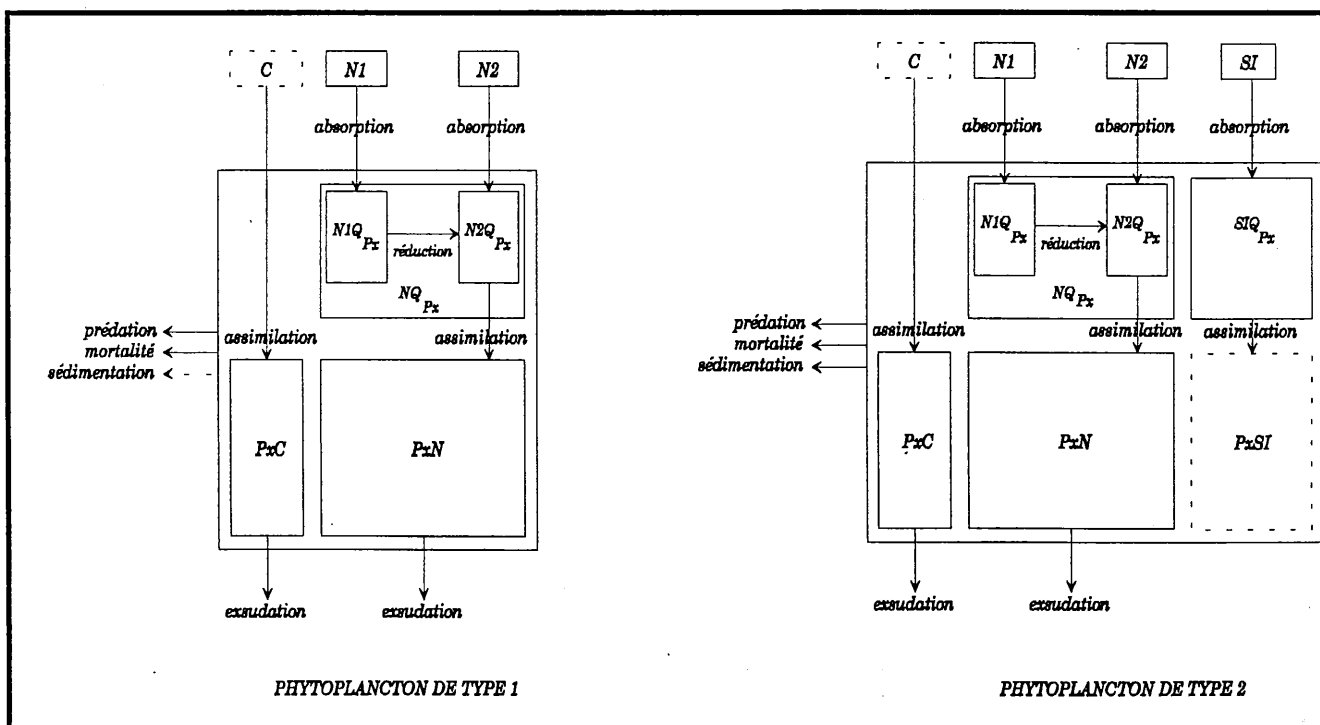 C N1 N2
absorption absorption
N1Q Px N2Q Px
réduction
NQ Px
prédation
mortalité
sédimentation
assimilation assimilation
PxC PxN
exsudation exsudation
PHYTOPLANCTON DE TYPE 1
C N1 N2 SI
absorption absorption absorption
N1Q Px N2Q Px SIQ Px
réduction
NQ Px
prédation
mortalité
sédimentation
assimilation assimilation assimilation
PxC PxN PxSI
exsudation exsudation
PHYTOPLANCTON DE TYPE 2